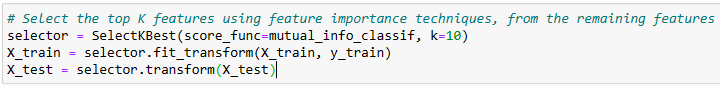 # Select the top K features using feature importance techniques, from the remaining features
selector = SelectKBest(score_func=mutual_info_classif, k=10)
X_train = selector.fit_transform(X_train, y_train)
X_test = selector.transform(X_test)